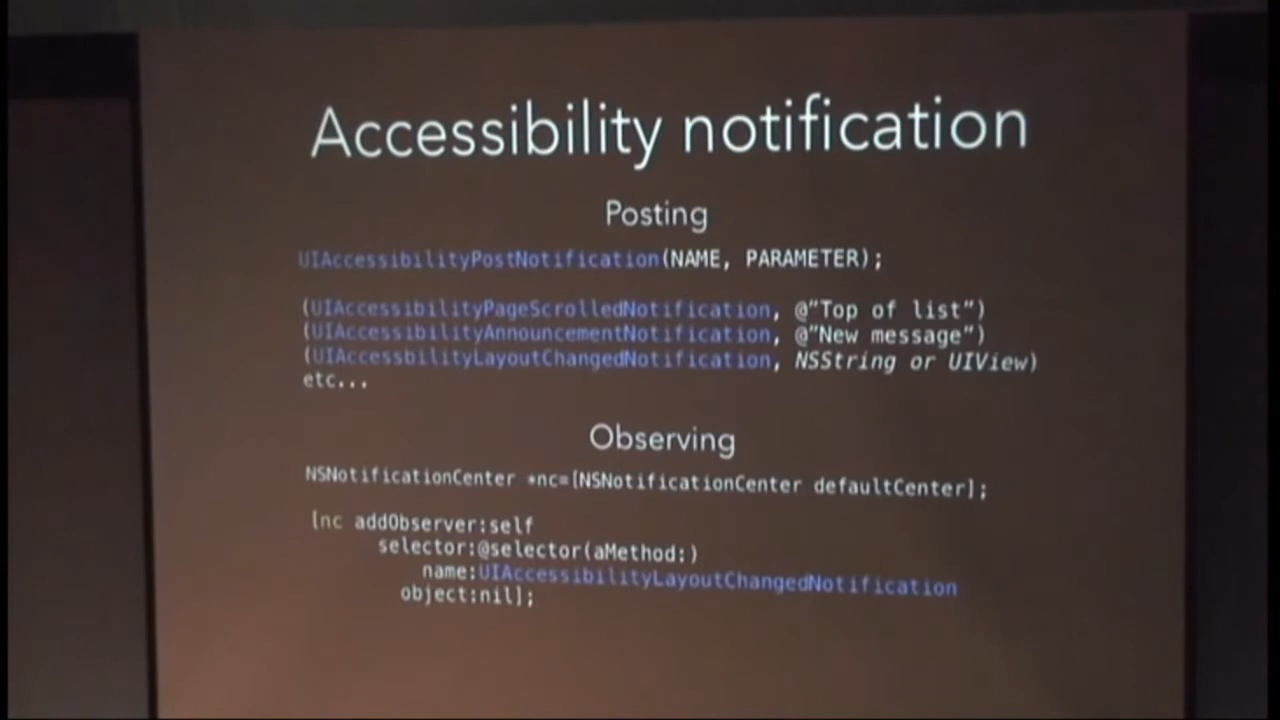 Accessibility notification
Posting
UIAccessibilityPostNotification(NAME, PARAMETER);
(UIAccessibilityPageScrolledNotification, @"Top of list")
(UIAccessibilityAnnouncementNotification, @"New message")
(UIAccessbilityLayoutChangedNotification, NSString or UIView)
etc...
Observing
NSNotificationCenter *nc=[NSNotificationCenter defaultCenter];
[nc addObserver:self
selector:@selector(aMethod:)
name:UIAccessibilityLayoutChangedNotification
object:nil];